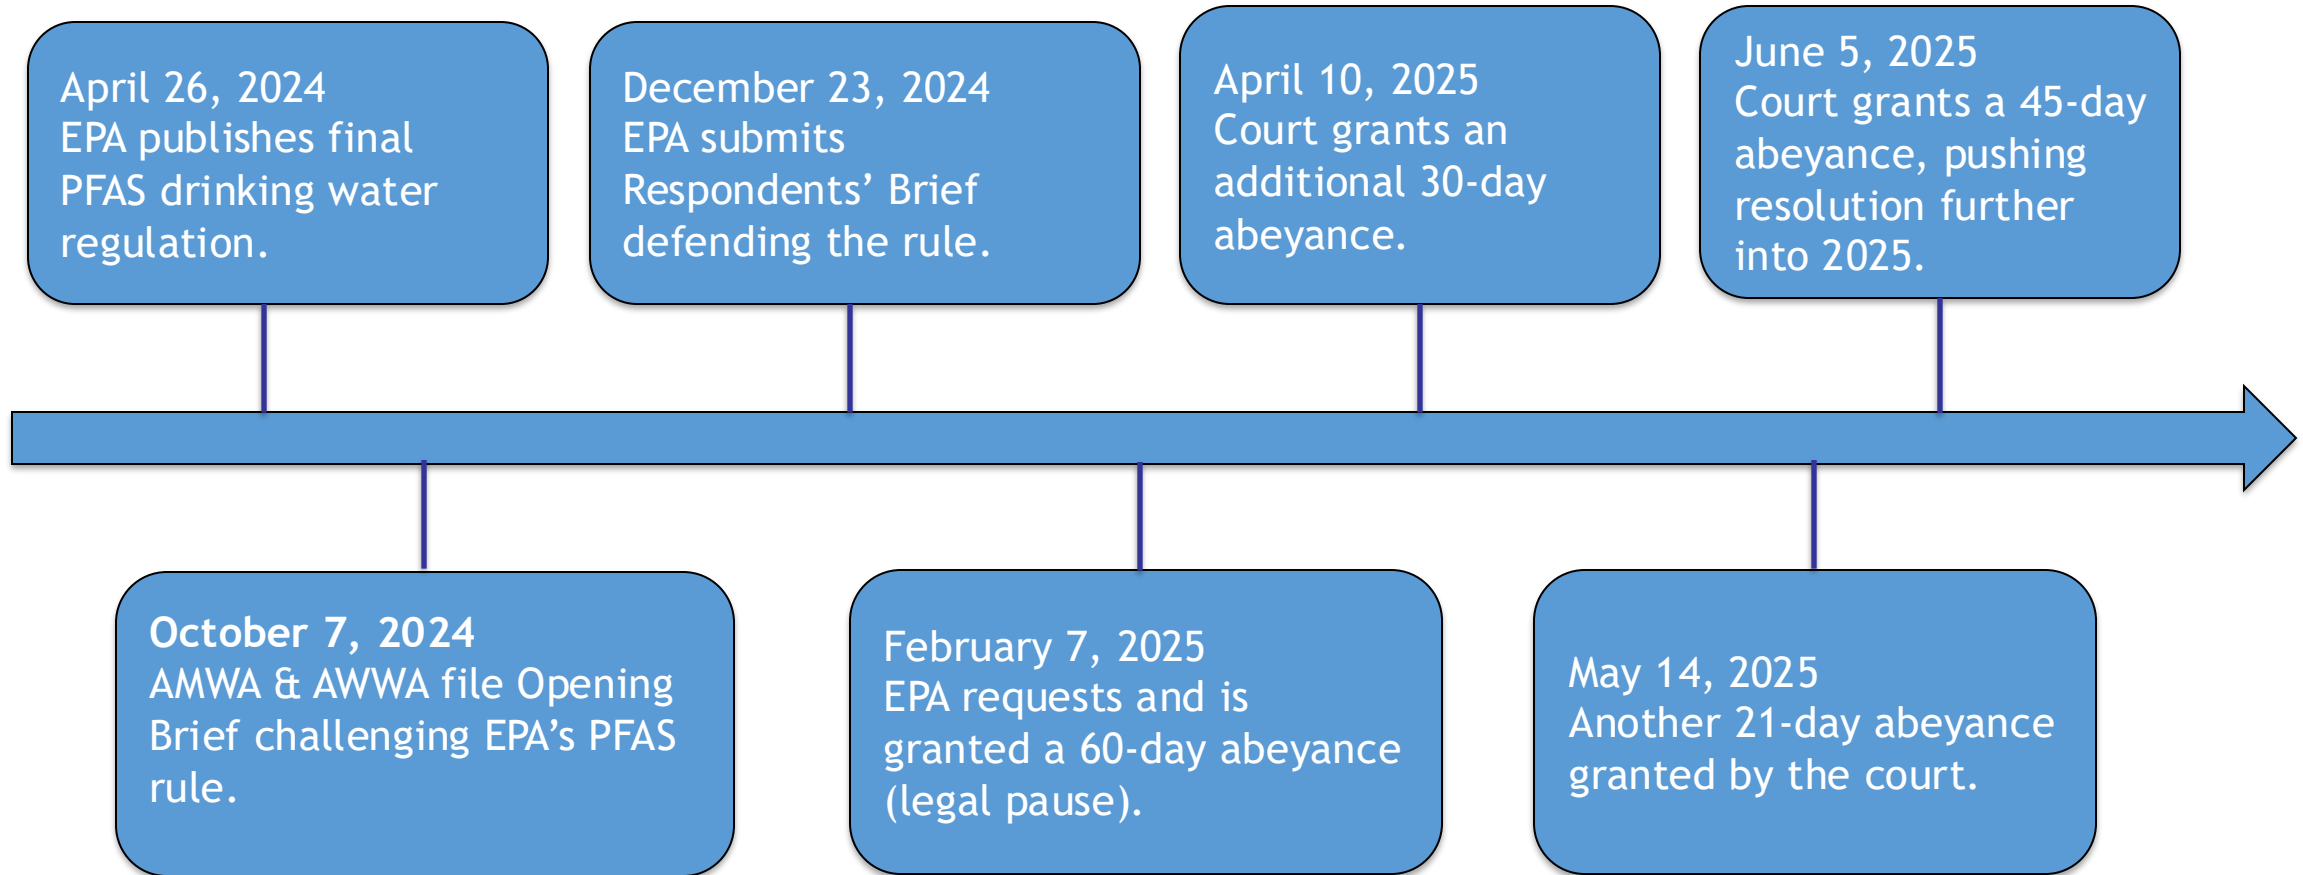 April 26, 2024
EPA publishes final
PFAS drinking water
regulation.
December 23, 2024
EPA submits
Respondents’ Brief
defending the rule.
April 10, 2025
Court grants an
additional 30-day
abeyance.
June 5, 2025
Court grants a 45-day
abeyance, pushing
resolution further
into 2025.
October 7, 2024
AMWA & AWWA file Opening
Brief challenging EPA’s PFAS
rule.
February 7, 2025
EPA requests and is
granted a 60-day abeyance
(legal pause).
May 14, 2025
Another 21-day abeyance
granted by the court.